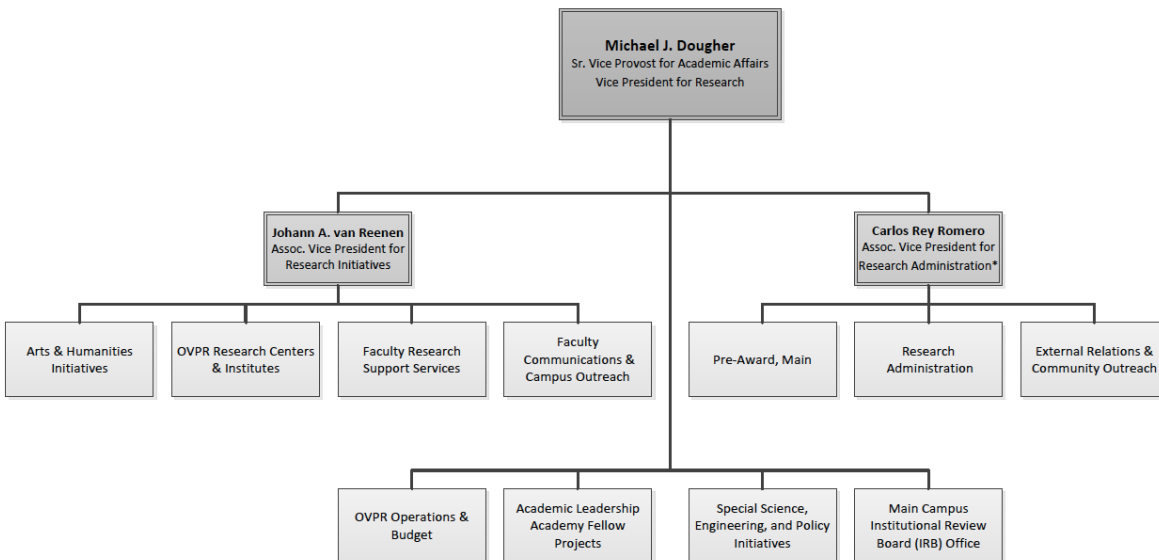 Michael J. Dougher
Sr. Vice Provost for Academic Affairs
Vice President for Research
Johann A. van Reenen
Assoc. Vice President for
Research Initiatives
Carlos Rey Romero
Assoc. Vice President for
Research Administration*
Arts & Humanities
Initiatives
OVPR Research Centers
& Institutes
Faculty Research
Support Services
Faculty
Communications &
Campus Outreach
Pre-Award, Main
Research
Administration
External Relations &
Community Outreach
OVPR Operations &
Budget
Academic Leadership
Academy Fellow
Projects
Special Science,
Engineering, and Policy
Initiatives
Main Campus
Institutional Review
Board (IRB) Office